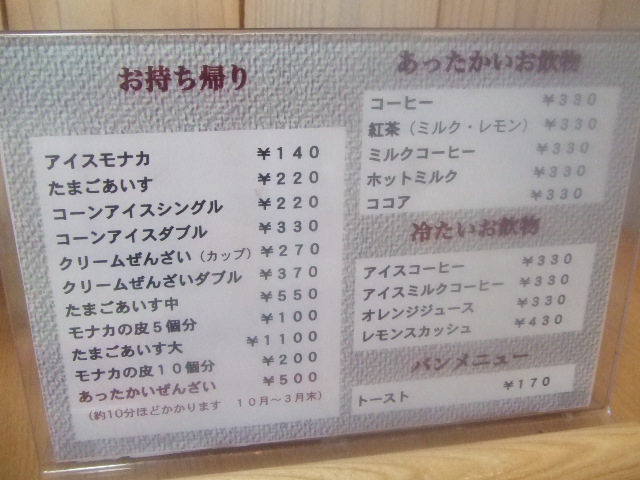 お持ち帰り
アイスモナカ ￥１４０
たまごあいす ￥２２０
コーンアイスシングル ￥２２０
コーンアイスダブル ￥３３０
クリームぜんざい（カップ） ￥２７０
クリームぜんざいダブル ￥３７０
たまごあいす中 ￥５５０
モナカの皮５個分 ￥１００
たまごあいす大 ￥１１００
モナカの皮１０個分 ￥２００
あったかいぜんざい ￥５００
（約10分ほどかかります １０月～３月末）
あったかいお飲物
コーヒー ￥３３０
紅茶（ミルク・レモン） ￥３３０
ミルクコーヒー ￥３３０
ホットミルク ￥３３０
ココア ￥３３０
冷たいお飲物
アイスコーヒー ￥３３０
アイスミルクコーヒー ￥３３０
オレンジジュース ￥３３０
レモンスカッシュ ￥４３０
パンメニュー
トースト ￥１７０